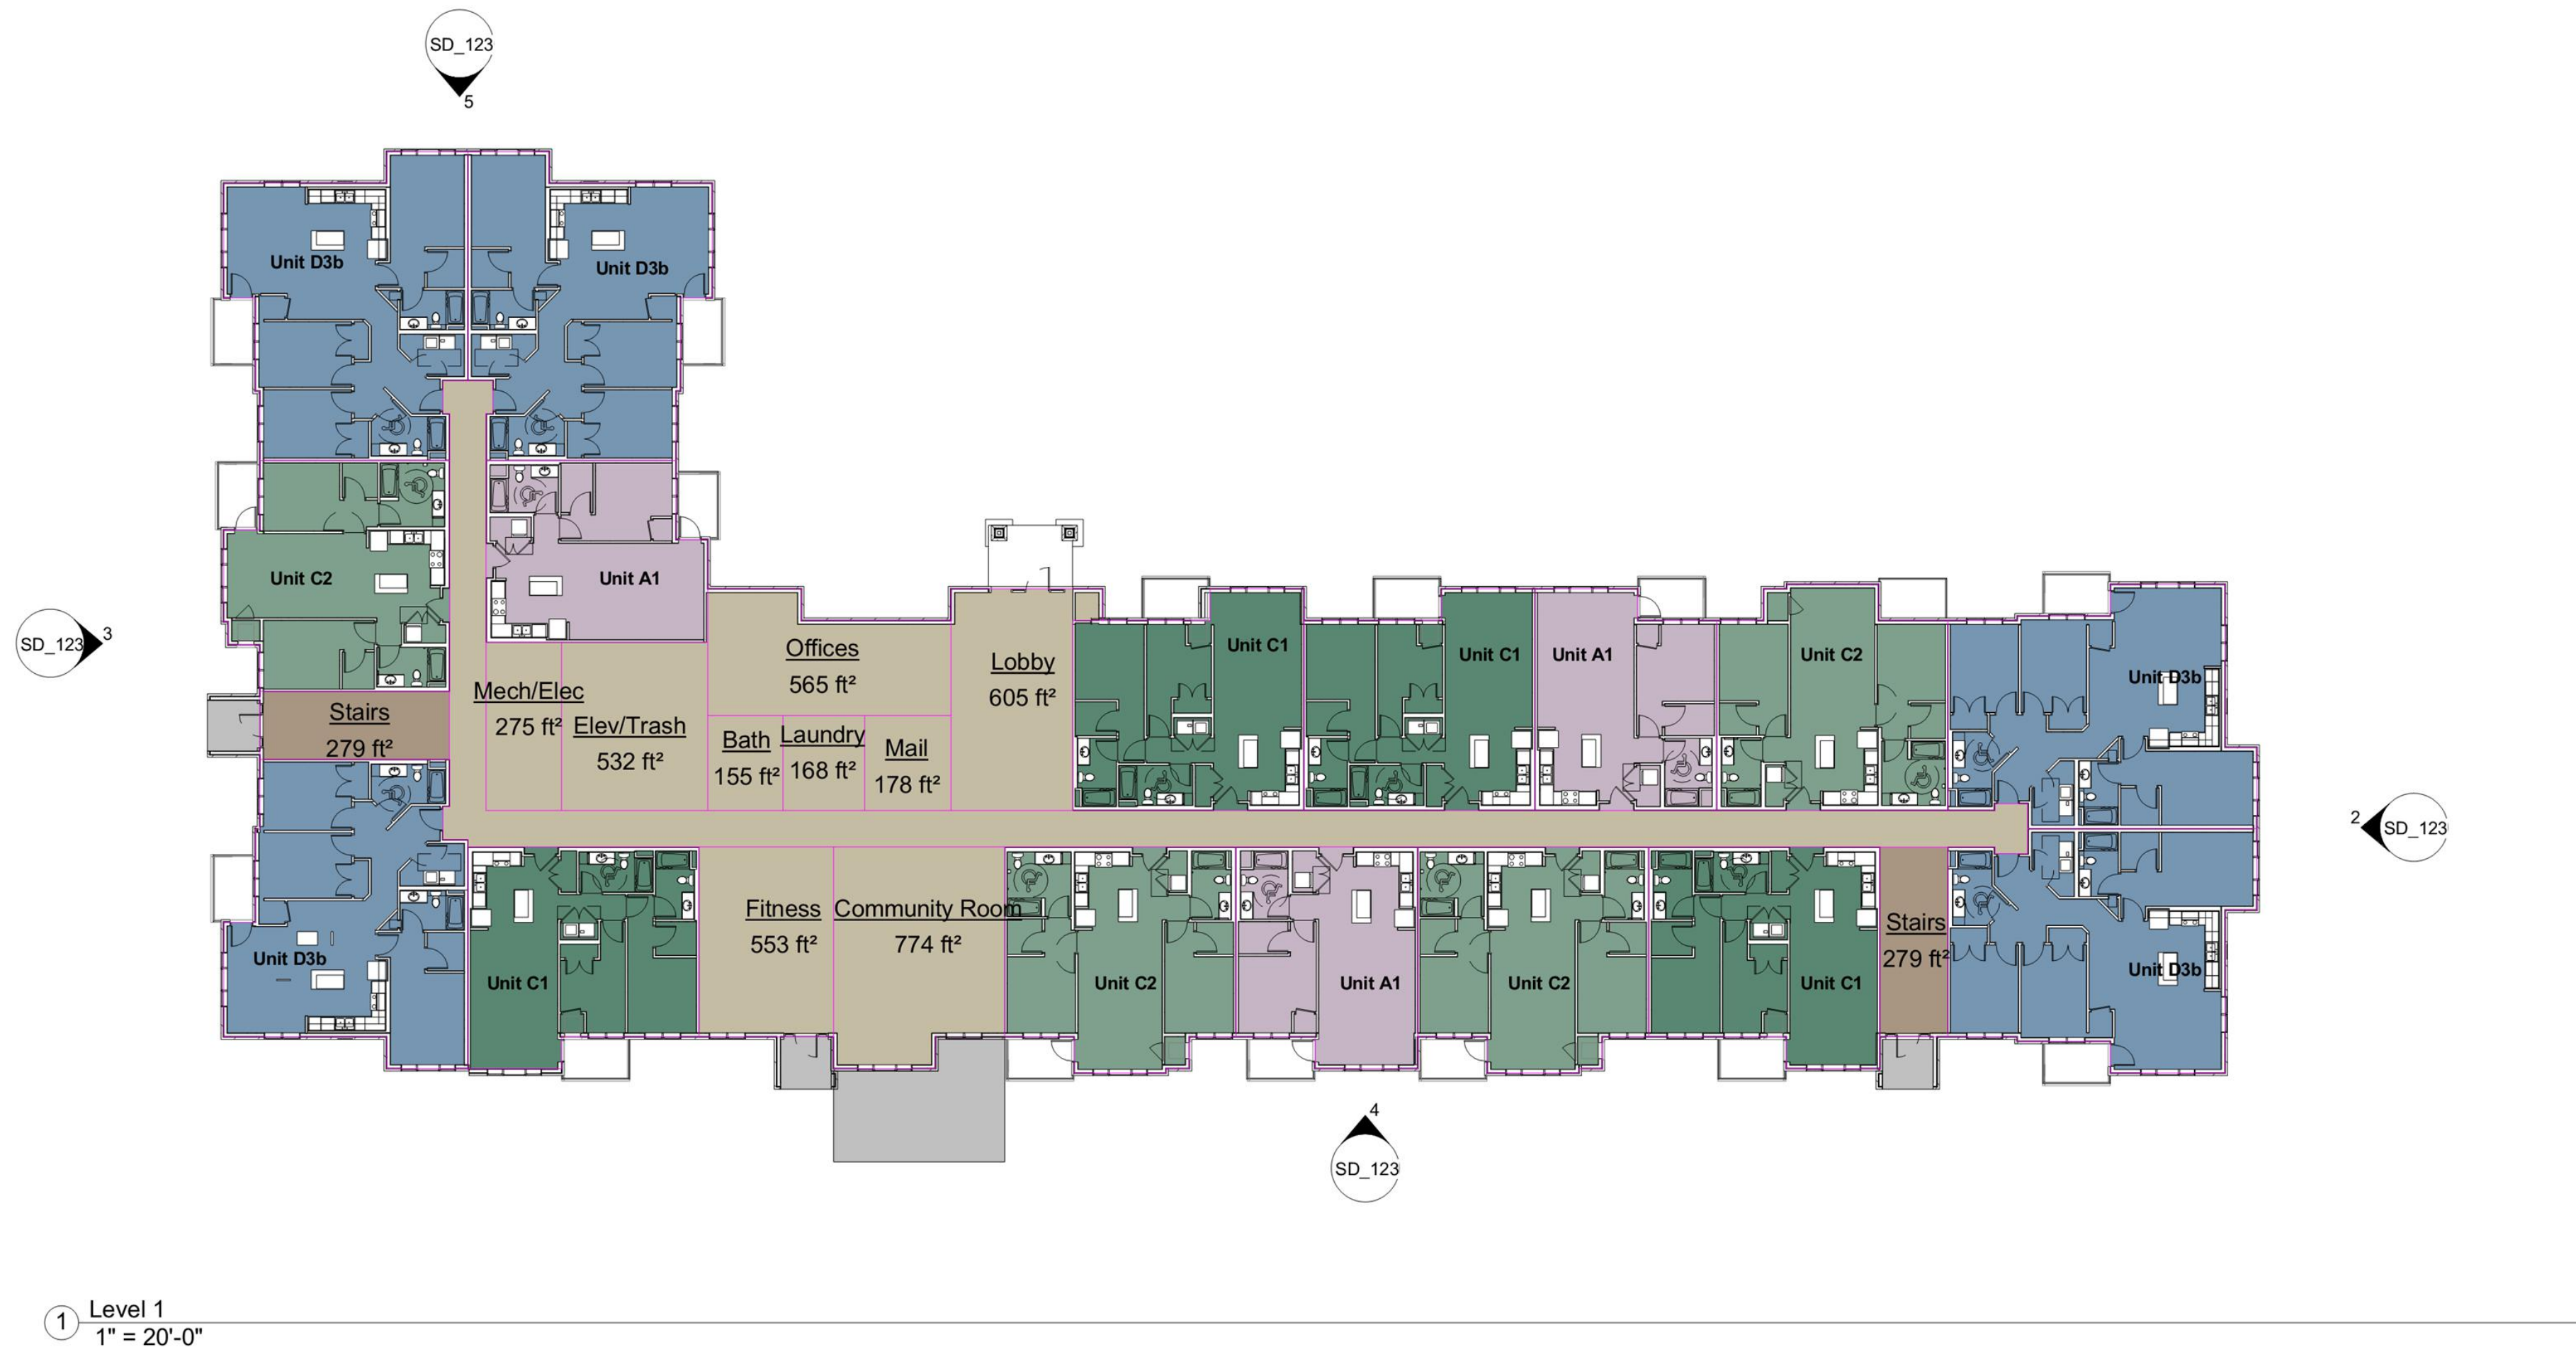 SD_123
5
Unit D3b
Unit D3b
Unit C2
Unit A1
SD_123
3
Stairs
279 ft²
Mech/Elec
275 ft²
Elev/Trash
532 ft²
Offices
565 ft²
Bath
155 ft²
Laundry
168 ft²
Mail
178 ft²
Lobby
605 ft²
Unit C1
Unit C1
Unit A1
Unit C2
Unit D3b
2
SD_123
Unit D3b
Unit C1
Fitness
553 ft²
Community Room
774 ft²
Unit C2
Unit A1
Unit C2
Unit C1
Stairs
279 ft²
Unit D3b
4
SD_123
1
Level 1
1" = 20'-0"